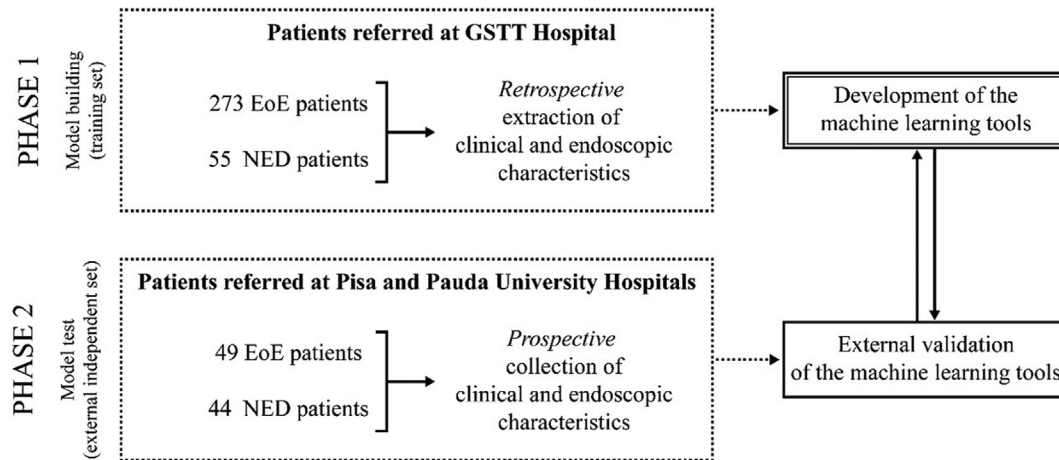 PHASE 1
Model building
(training set)
Patients referred at GSTT Hospital
273 EoE patients
55 NED patients
Retrospective
extraction of
clinical and endoscopic
characteristics
Development of the
machine learning tools
PHASE 2
Model test
(external independent set)
Patients referred at Pisa and Pauda University Hospitals
49 EoE patients
44 NED patients
Prospective
collection of
clinical and endoscopic
characteristics
External validation
of the machine learning tools